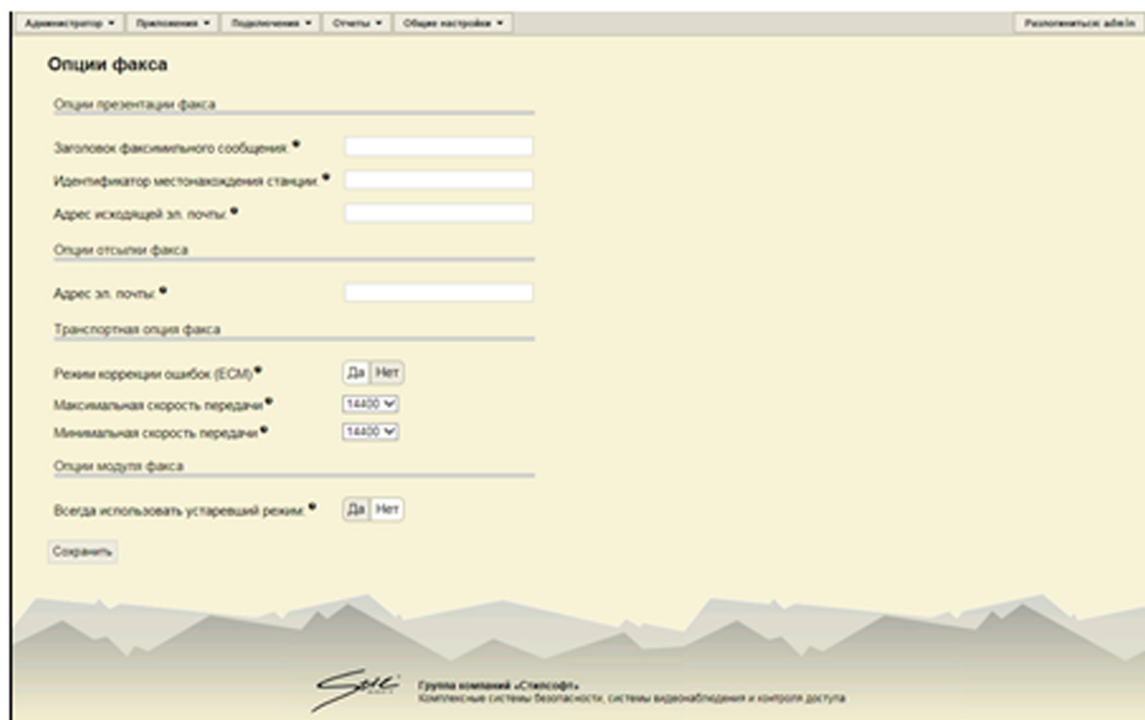 Администратор Приложения Подключения Отчеты Общие настройки Разлогиниться: admin
Опции факса
Опции презентации факса
Заголовок факсимильного сообщения:
Идентификатор местонахождения станции:
Адрес исходящей эл. почты:
Опции отсылки факса
Адрес эл. почты:
Транспортная опция факса
Режим коррекции ошибок (ECM)
Да Нет
Максимальная скорость передачи
14400
Минимальная скорость передачи
14400
Опции модуля факса
Всегда использовать устаревший режим:
Да Нет
Сохранить
Группа компаний «Стилсофт»
Комплексные системы безопасности, системы видеонаблюдения и контроля доступа